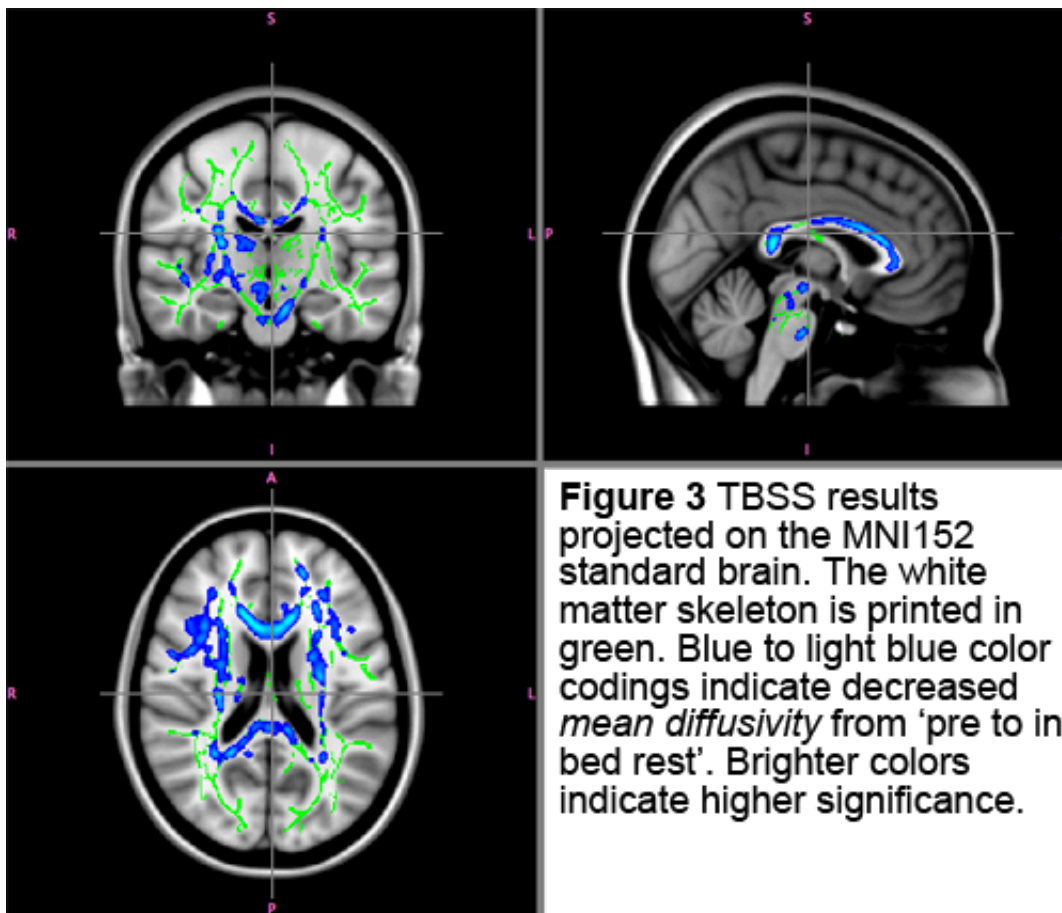 S
R
L
I
S
P
I
A
R
L
P
Figure 3 TBSS results
projected on the MNI152
standard brain. The white
matter skeleton is printed in
green. Blue to light blue color
codings indicate decreased
mean diffusivity from ‘pre to in
bed rest’. Brighter colors
indicate higher significance.